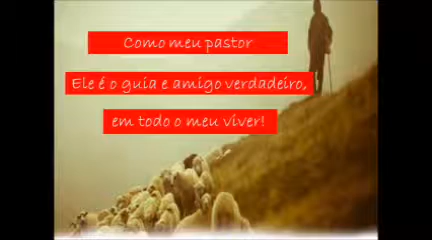 Como meu pastor
Ele é o guia e amigo verdadeiro,
em todo o meu viver!